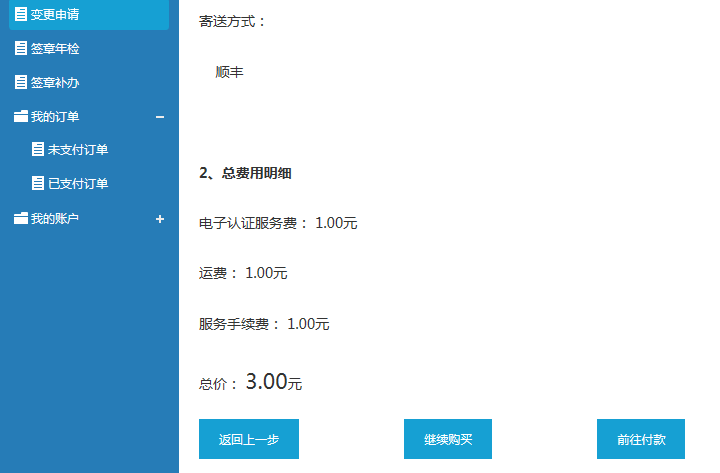 变更申请
签章年检
签章补办
我的订单
未支付订单
已支付订单
我的账户
寄送方式：
顺丰
2、总费用明细
电子认证服务费： 1.00元
运费： 1.00元
服务手续费： 1.00元
总价： 3.00元
返回上一步
继续购买
前往付款